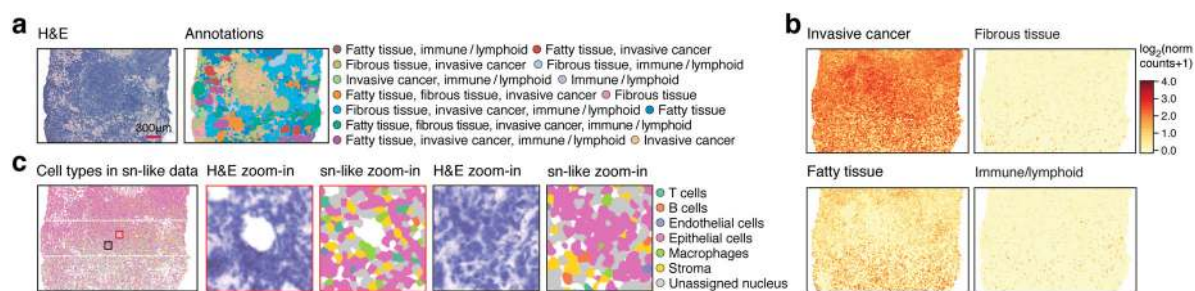 a
H&E
Annotations
300μm
Fatty tissue, immune/lymphoid
Fatty tissue, invasive cancer
Fibrous tissue, invasive cancer
Fibrous tissue, immune/lymphoid
Invasive cancer, immune/lymphoid
Immune/lymphoid
Fatty tissue, fibrous tissue, invasive cancer
Fibrous tissue
Fibrous tissue, invasive cancer, immune/lymphoid
Fatty tissue
Fatty tissue, fibrous tissue, invasive cancer, immune/lymphoid
Fatty tissue, invasive cancer, immune/lymphoid
Invasive cancer
b
Invasive cancer
Fibrous tissue
log2(norm
counts+1)
4.0
3.0
2.0
1.0
0.0
Fatty tissue
Immune/lymphoid
c
Cell types in sn-like data
H&E zoom-in
sn-like zoom-in
H&E zoom-in
sn-like zoom-in
T cells
B cells
Endothelial cells
Epithelial cells
Macrophages
Stroma
Unassigned nucleus